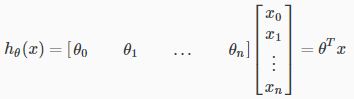 h_θ(x) = [θ_0 θ_1 … θ_n] [x_0 x_1 ⋮ x_n] = θ^T x